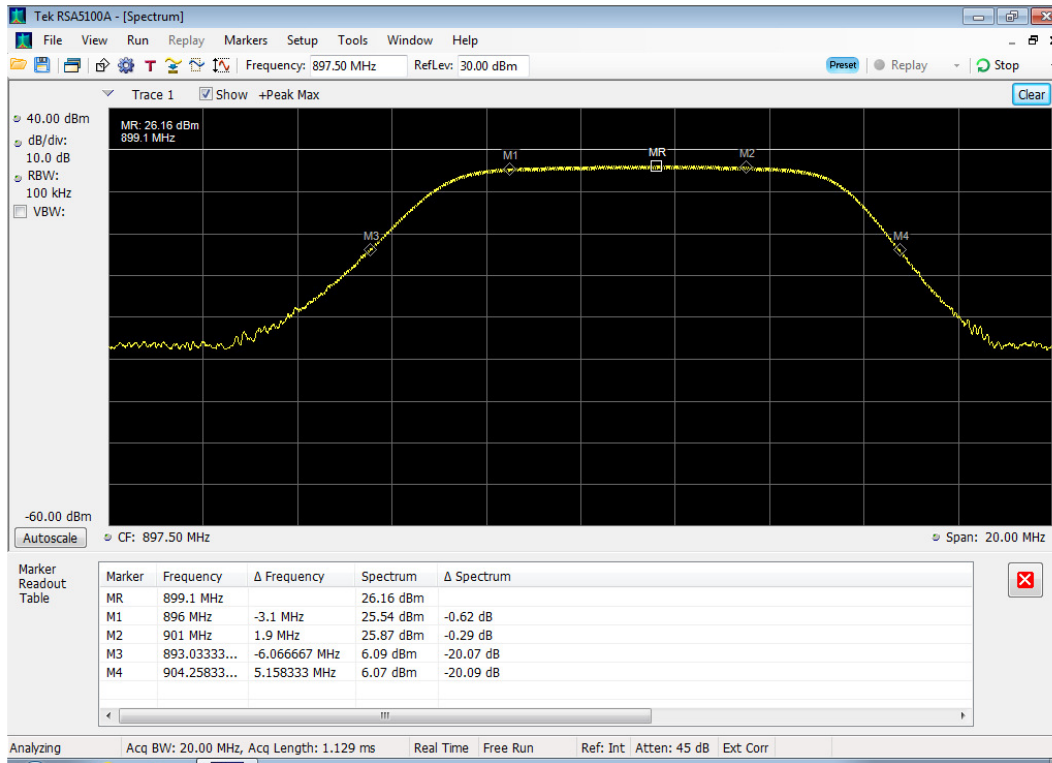 Tek RSA5100A - [Spectrum]
File View Run Replay Markers Setup Tools Window Help
Frequency: 897.50 MHz RefLev: 30.00 dBm Preset Replay Stop
Trace 1 Show +Peak Max Clear
40.00 dBm
dB/div:
10.0 dB
RBW:
100 kHz
VBW:
MR: 26.16 dBm
899.1 MHz
M1
MR
M2
M3
M4
-60.00 dBm
Autoscale CF: 897.50 MHz Span: 20.00 MHz
Marker
Readout
Table
Marker Frequency Δ Frequency Spectrum Δ Spectrum
MR 899.1 MHz 26.16 dBm
M1 896 MHz -3.1 MHz 25.54 dBm -0.62 dB
M2 901 MHz 1.9 MHz 25.87 dBm -0.29 dB
M3 893.03333... -6.066667 MHz 6.09 dBm -20.07 dB
M4 904.25833... 5.158333 MHz 6.07 dBm -20.09 dB
Analyzing Acq BW: 20.00 MHz, Acq Length: 1.129 ms Real Time Free Run Ref: Int Atten: 45 dB Ext Corr